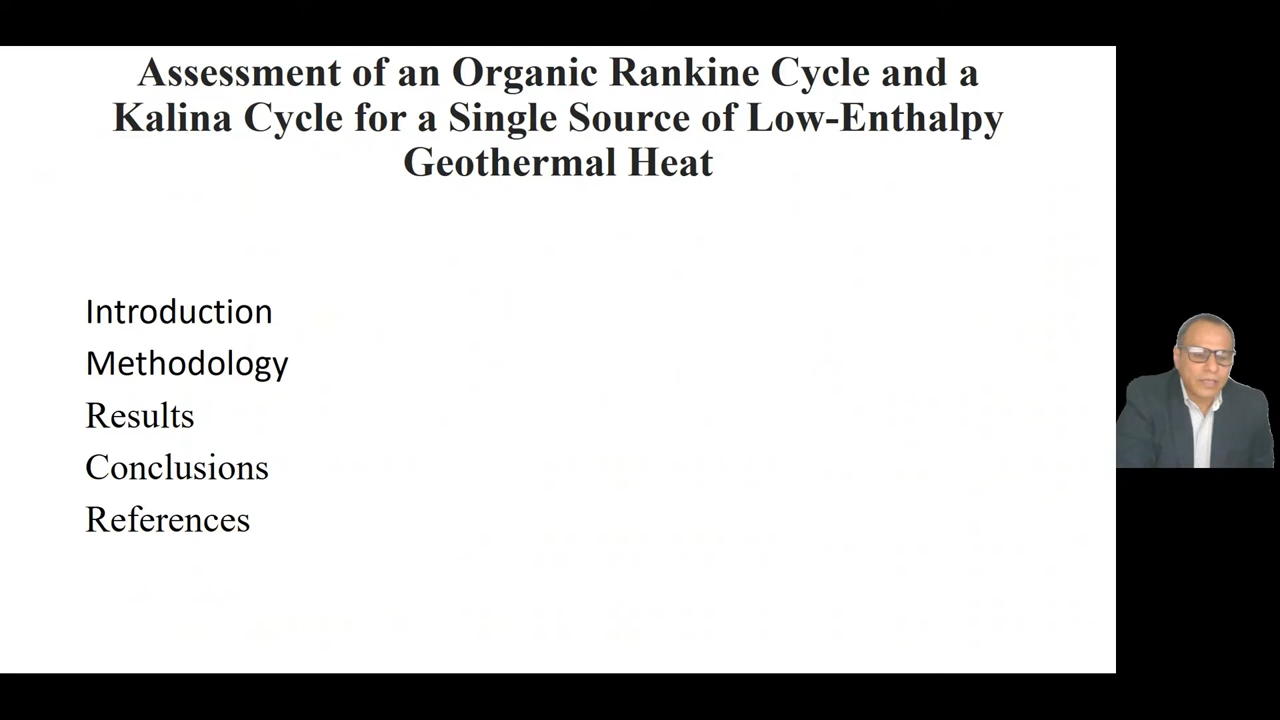 Assessment of an Organic Rankine Cycle and a
Kalina Cycle for a Single Source of Low-Enthalpy
Geothermal Heat
Introduction
Methodology
Results
Conclusions
References